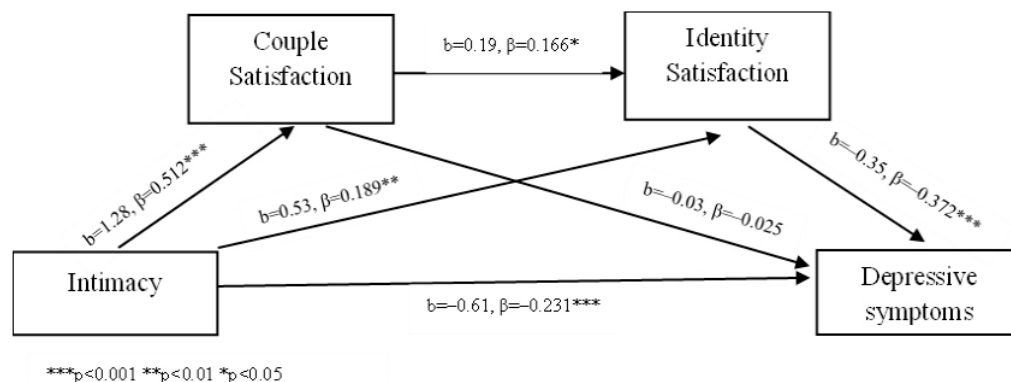 Couple
Satisfaction
b=0.19, β=0.166*
Identity
Satisfaction
b=1.28, β=0.512***
b=0.53, β=0.189**
b=–0.03, β=–0.025
b=–0.35, β=–0.372***
Intimacy
b=–0.61, β=–0.231***
Depressive
symptoms
***p<0.001 **p<0.01 *p<0.05